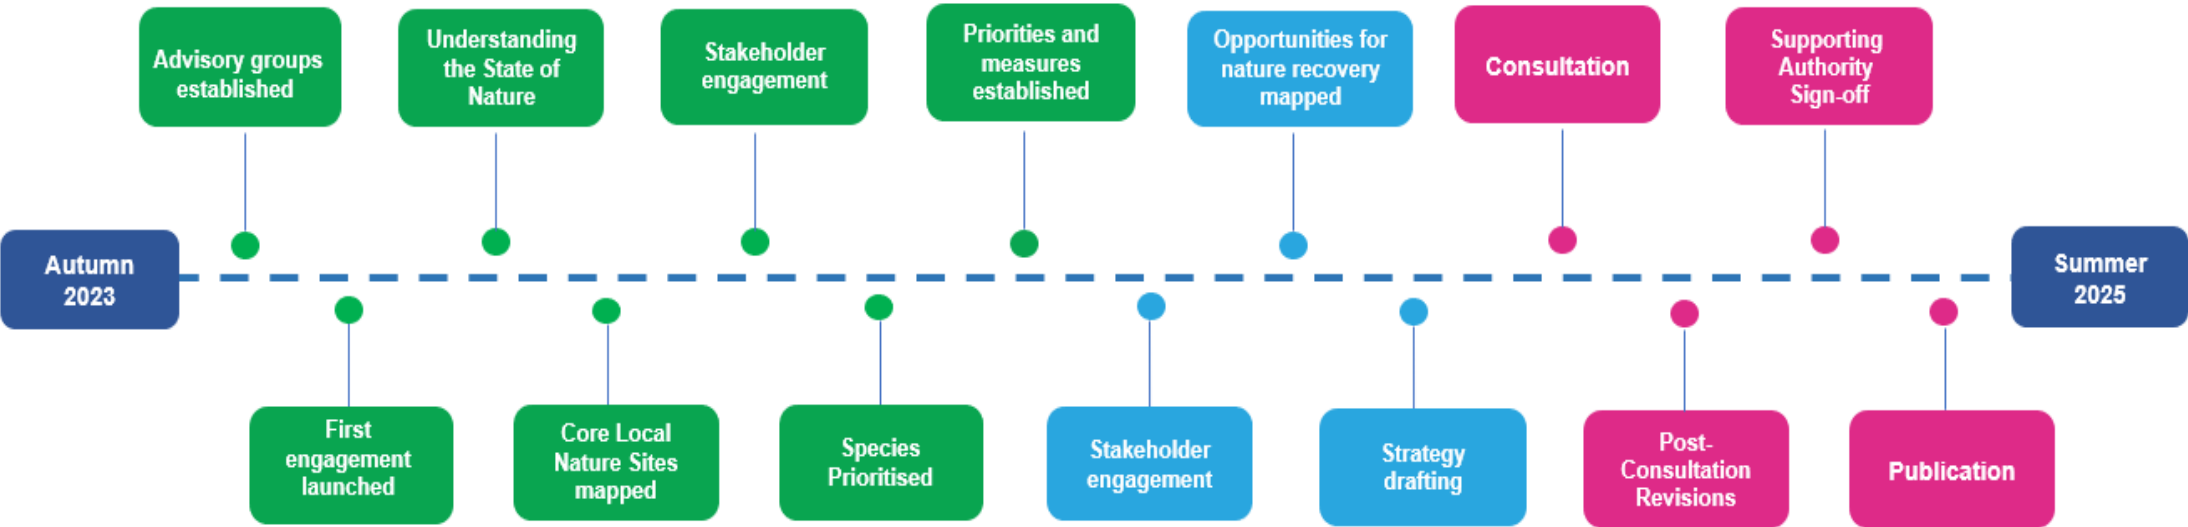 Advisory groups
established
Understanding
the State of
Nature
Stakeholder
engagement
Priorities and
measures
established
Opportunities for
nature recovery
mapped
Consultation
Supporting
Authority
Sign-off
Autumn
2023
Summer
2025
First
engagement
launched
Core Local
Nature Sites
mapped
Species
Prioritised
Stakeholder
engagement
Strategy
drafting
Post-
Consultation
Revisions
Publication